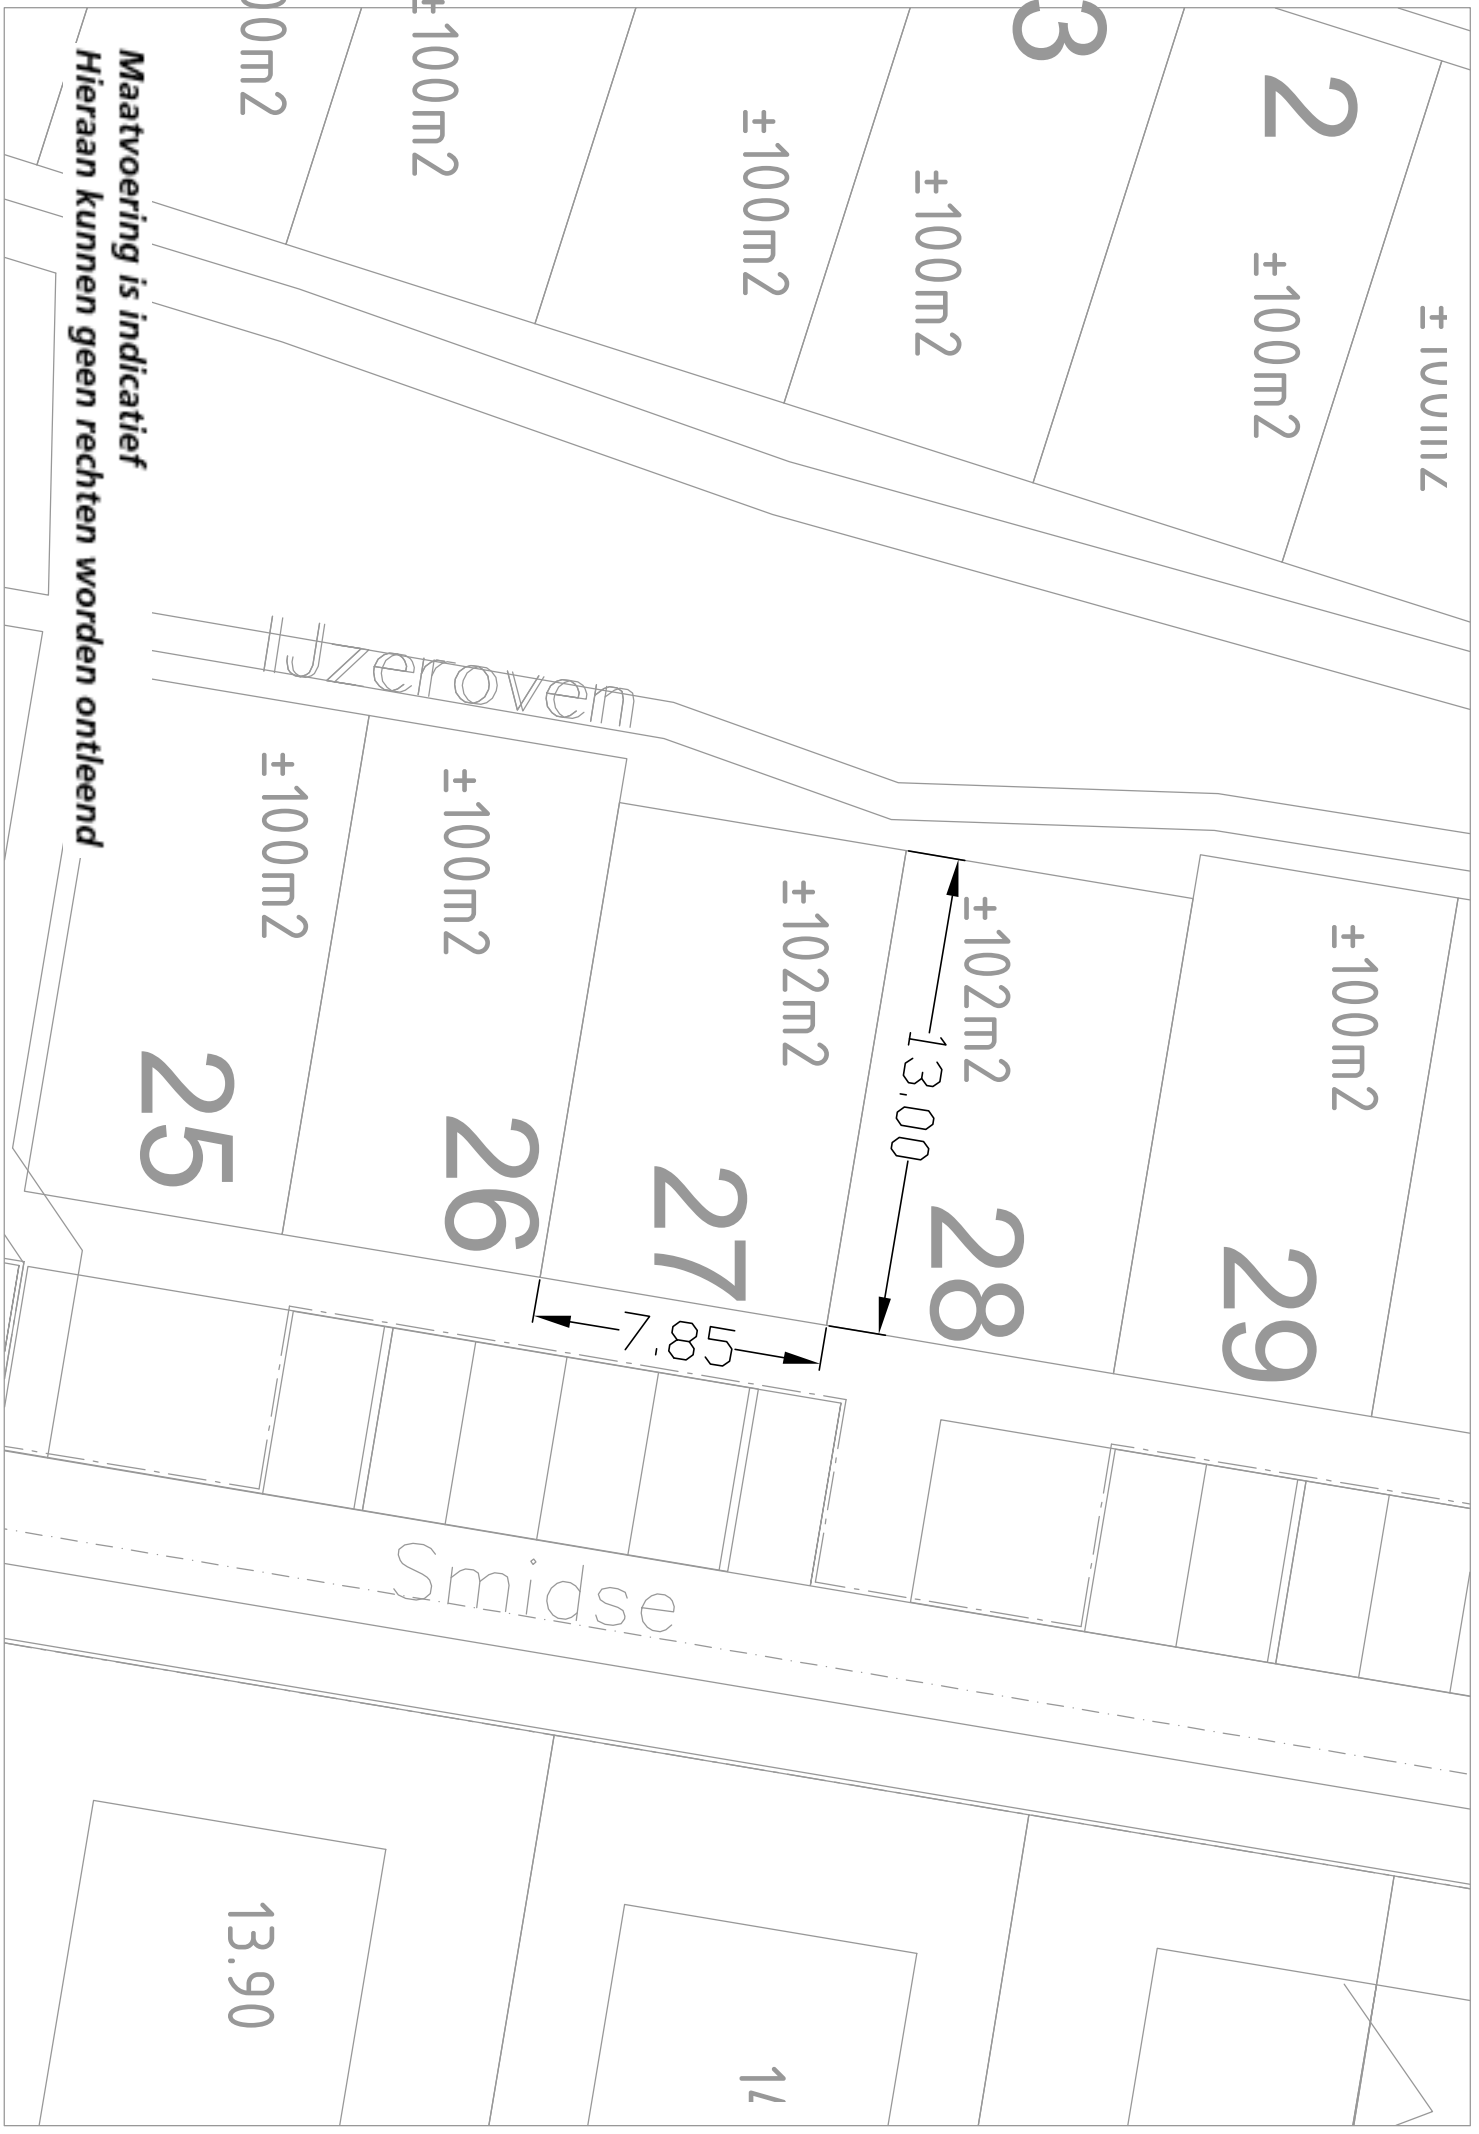 Maatvoering is indicatief
Hieraan kunnen geen rechten worden ontleend
±100m2
3
2
±100m2
±100m2
±100m2
IJzeroven
±100m2
±100m2
±102m2
±102m2
±100m2
13.00
25
26
27
28
29
7.85
Smidse
13.90